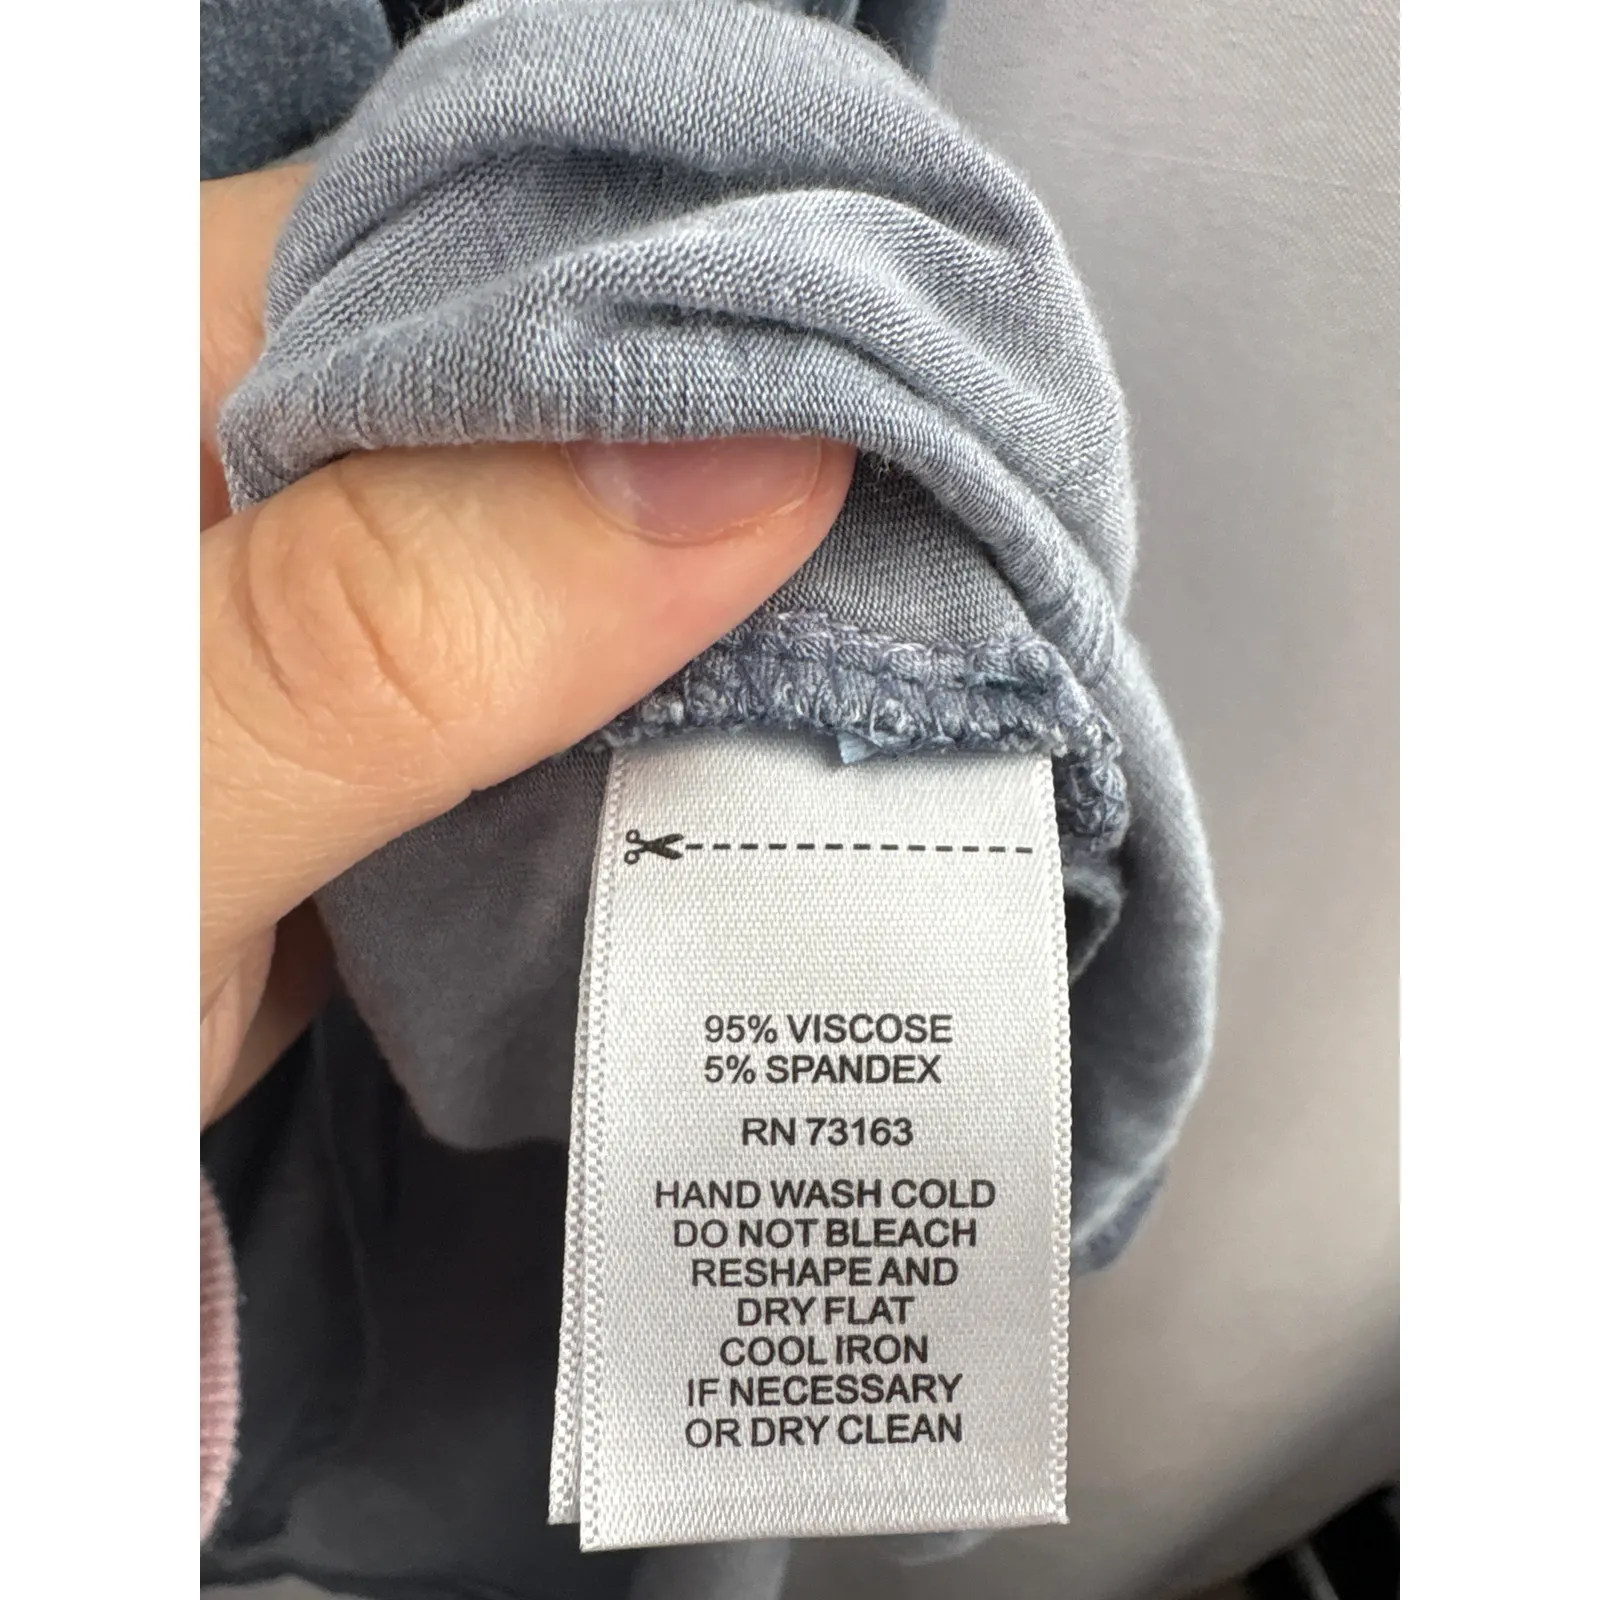 95% VISCOSE
5% SPANDEX
RN 73163
HAND WASH COLD
DO NOT BLEACH
RESHAPE AND
DRY FLAT
COOL IRON
IF NECESSARY
OR DRY CLEAN